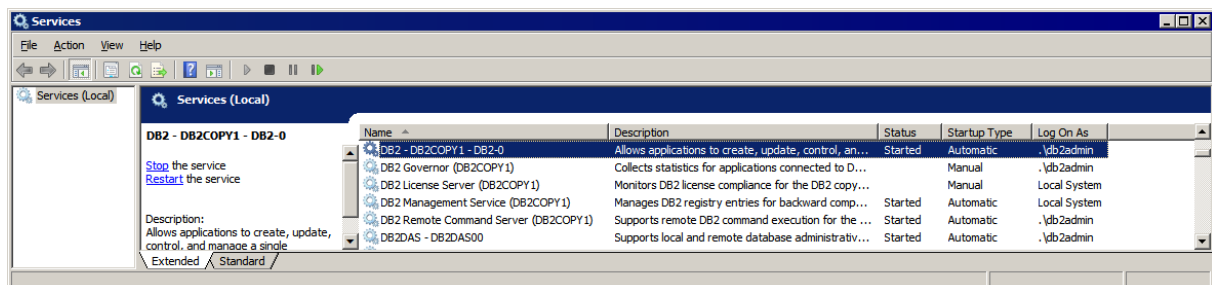 Services
File Action View Help
Services (Local)
Services (Local)
DB2 - DB2COPY1 - DB2-0
Stop the service
Restart the service
Description:
Allows applications to create, update,
control, and manage a single
Name Description Status Startup Type Log On As
DB2 - DB2COPY1 - DB2-0 Allows applications to create, update, control, an... Started Automatic .\db2admin
DB2 Governor (DB2COPY1) Collects statistics for applications connected to D... Manual .\db2admin
DB2 License Server (DB2COPY1) Monitors DB2 license compliance for the DB2 copy... Manual Local System
DB2 Management Service (DB2COPY1) Manages DB2 registry entries for backward comp... Started Automatic Local System
DB2 Remote Command Server (DB2COPY1) Supports remote DB2 command execution for the ... Started Automatic .\db2admin
DB2DAS - DB2DAS00 Supports local and remote database administrativ... Started Automatic .\db2admin
Extended Standard